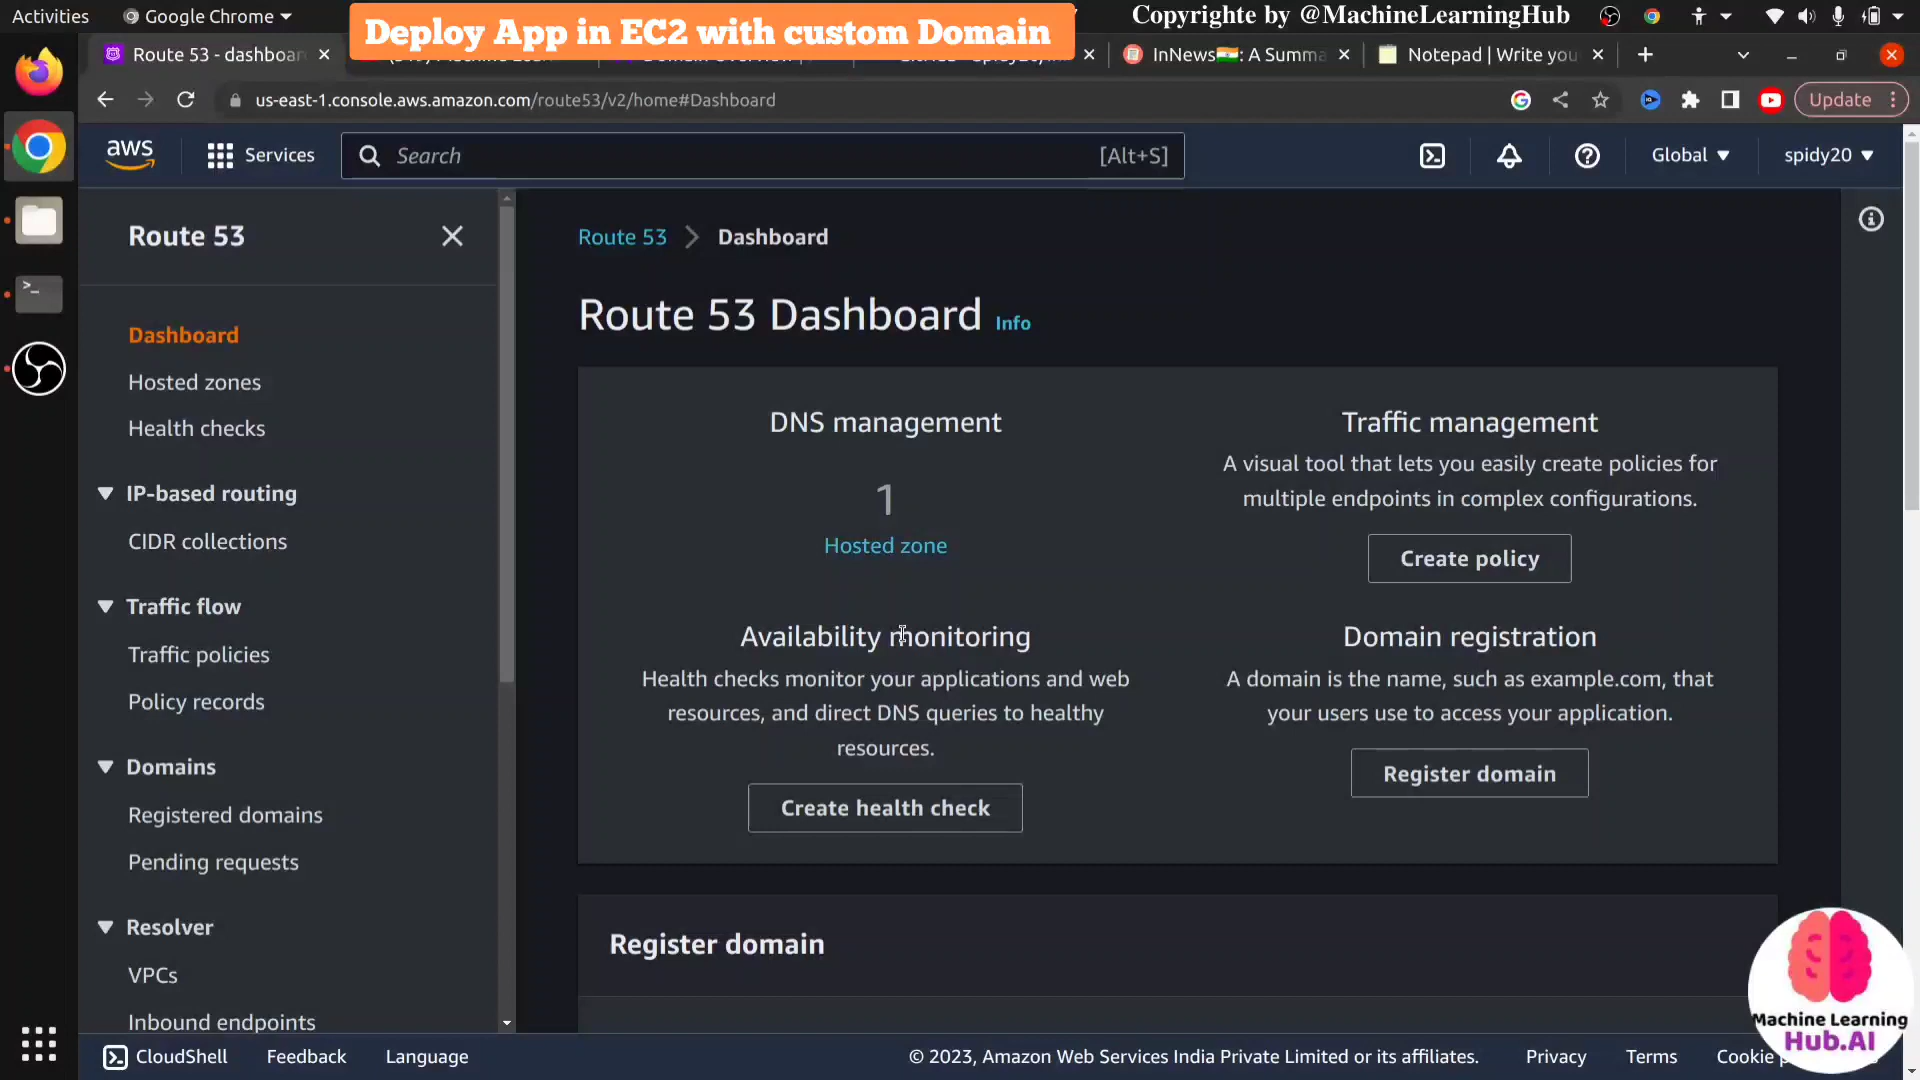 Activities
Google Chrome
Deploy App in EC2 with custom Domain
Copyrighte by @MachineLearningHub
Route 53 - dashboar
InNews🇮🇳: A Summa
Notepad | Write you
us-east-1.console.aws.amazon.com/route53/v2/home#Dashboard
Update
aws
Services
Search
[Alt+S]
Global
spidy20
Route 53
Dashboard
Hosted zones
Health checks
IP-based routing
CIDR collections
Traffic flow
Traffic policies
Policy records
Domains
Registered domains
Pending requests
Resolver
VPCs
Inbound endpoints
Route 53
Dashboard
Route 53 Dashboard Info
DNS management
1
Hosted zone
Traffic management
A visual tool that lets you easily create policies for
multiple endpoints in complex configurations.
Create policy
Availability monitoring
Health checks monitor your applications and web
resources, and direct DNS queries to healthy
resources.
Create health check
Domain registration
A domain is the name, such as example.com, that
your users use to access your application.
Register domain
Register domain
CloudShell
Feedback
Language
© 2023, Amazon Web Services India Private Limited or its affiliates.
Privacy
Terms
Cookie
Machine Learning
Hub.AI